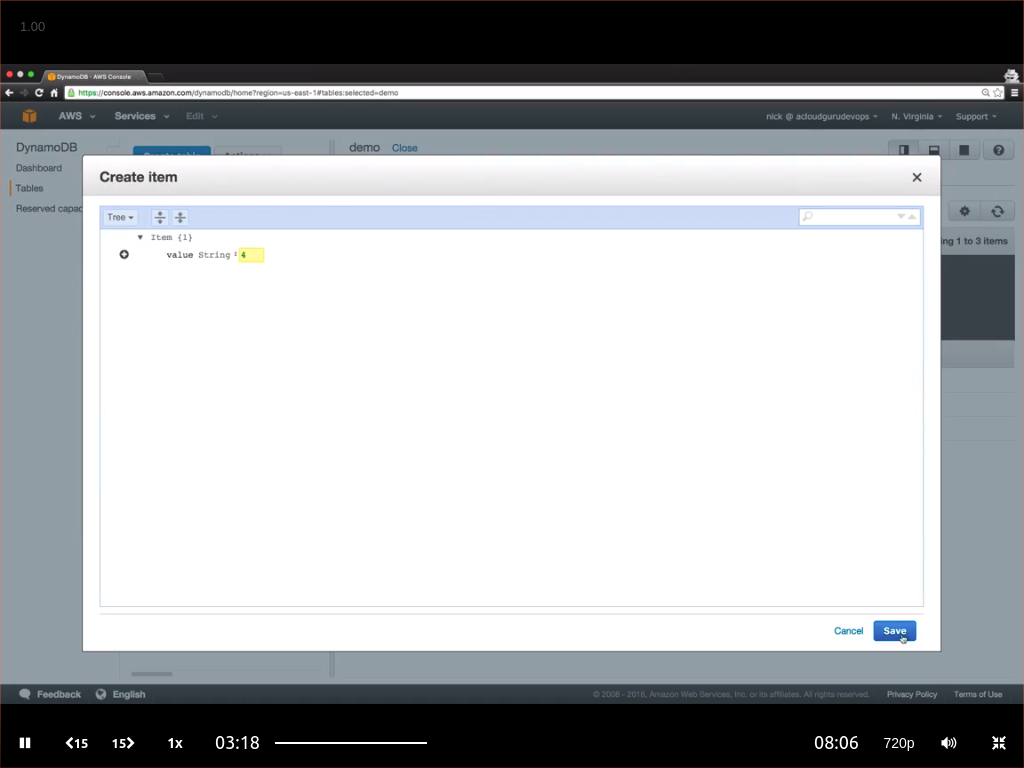 1.00
DynamoDB · AWS Console
https://console.aws.amazon.com/dynamodb/home?region=us-east-1#tables:selected=demo
AWS Services Edit nick @ acloudgurudevops N. Virginia Support
DynamoDB
demo Close
Dashboard
Tables
Reserved capac
Create item
Tree
ing 1 to 3 items
Item {1}
value String : 4
Cancel Save
Feedback English © 2008 - 2016, Amazon Web Services, Inc. or its affiliates. All rights reserved. Privacy Policy Terms of Use
15 15 1x 03:18 08:06 720p